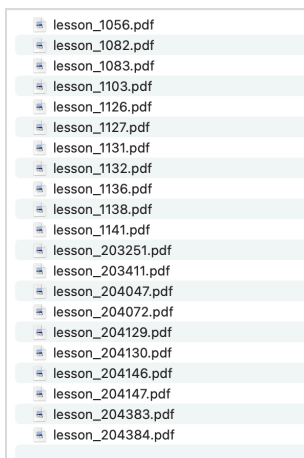 lesson_1056.pdf
lesson_1082.pdf
lesson_1083.pdf
lesson_1103.pdf
lesson_1126.pdf
lesson_1127.pdf
lesson_1131.pdf
lesson_1132.pdf
lesson_1136.pdf
lesson_1138.pdf
lesson_1141.pdf
lesson_203251.pdf
lesson_203411.pdf
lesson_204047.pdf
lesson_204072.pdf
lesson_204129.pdf
lesson_204130.pdf
lesson_204146.pdf
lesson_204147.pdf
lesson_204383.pdf
lesson_204384.pdf